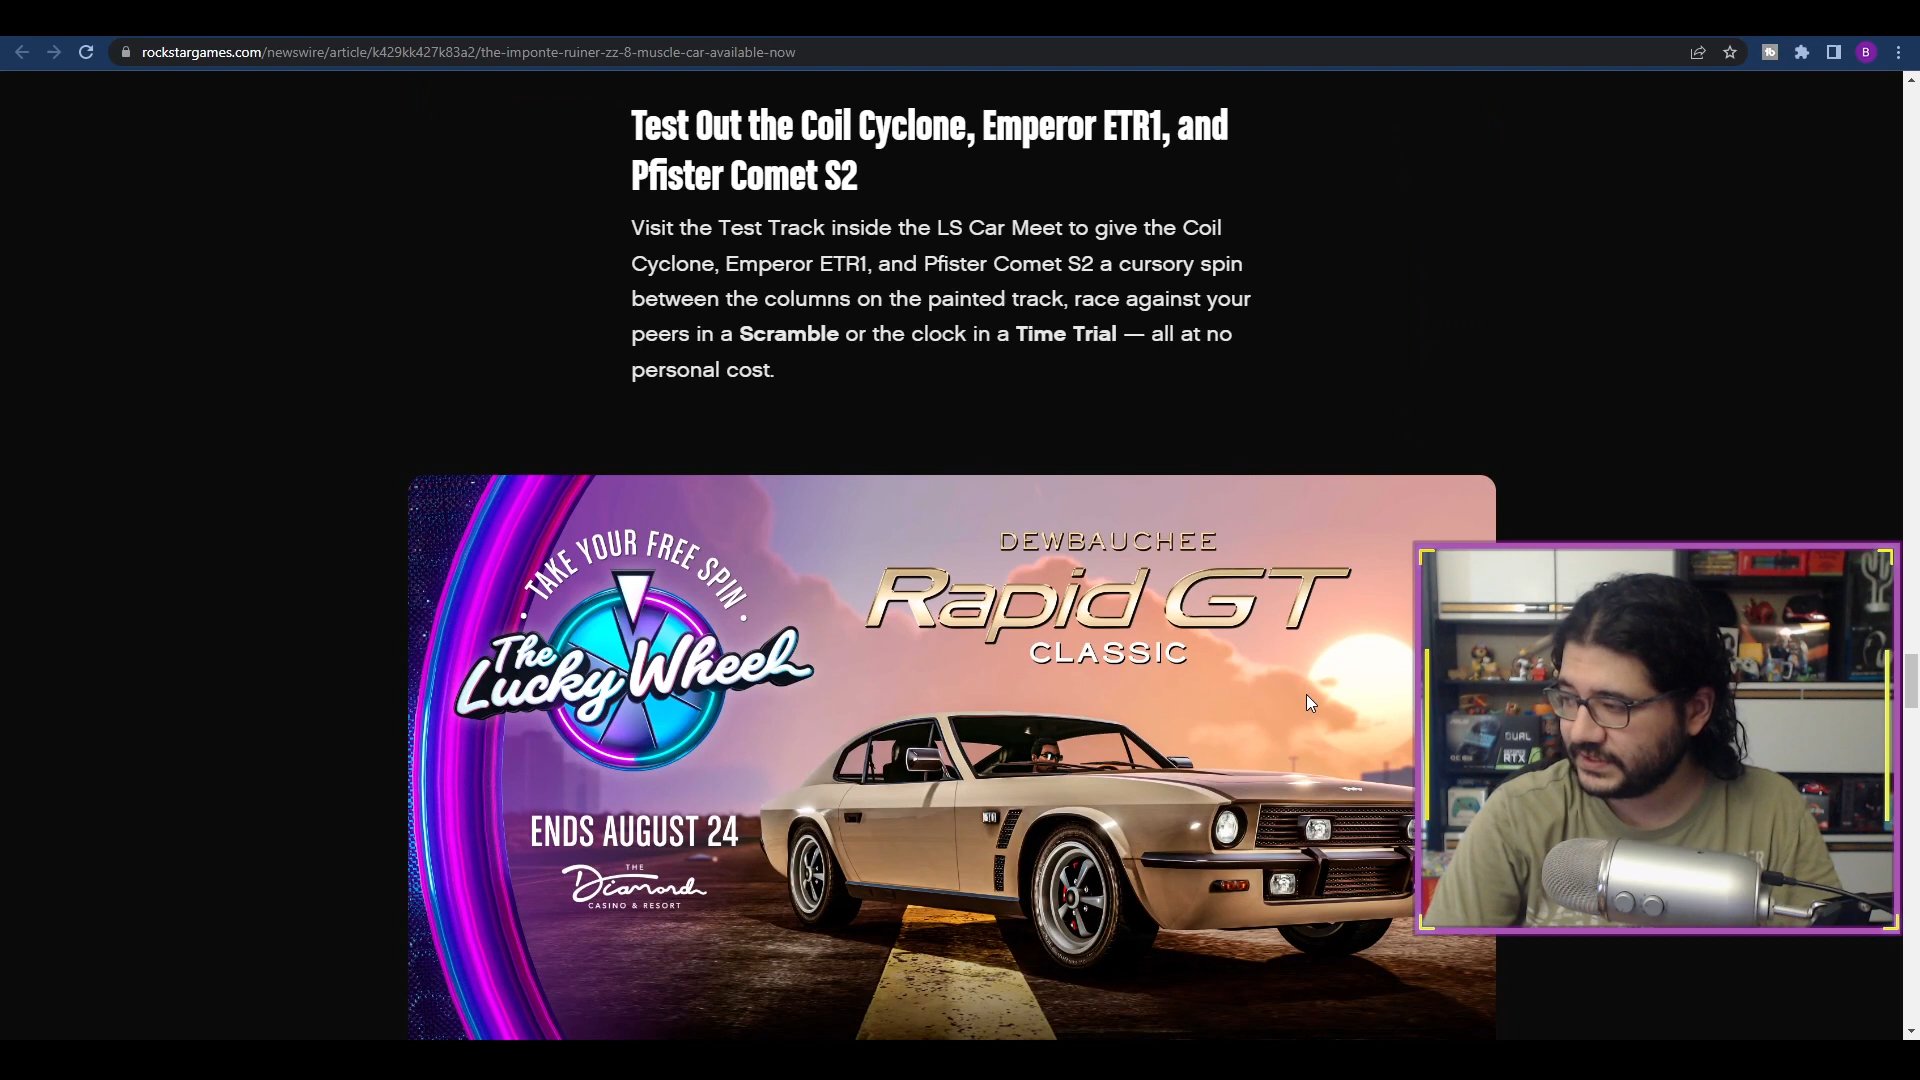 rockstargames.com/newswire/article/k429kk427k83a2/the-imponte-ruiner-zz-8-muscle-car-available-now
B
Test Out the Coil Cyclone, Emperor ETR1, and
Pfister Comet S2
Visit the Test Track inside the LS Car Meet to give the Coil
Cyclone, Emperor ETR1, and Pfister Comet S2 a cursory spin
between the columns on the painted track, race against your
peers in a Scramble or the clock in a Time Trial — all at no
personal cost.
TAKE YOUR FREE SPIN
The
Lucky Wheel
ENDS AUGUST 24
THE
Diamond
CASINO & RESORT
DEWBAUCHEE
Rapid GT
CLASSIC
DUAL
RTX